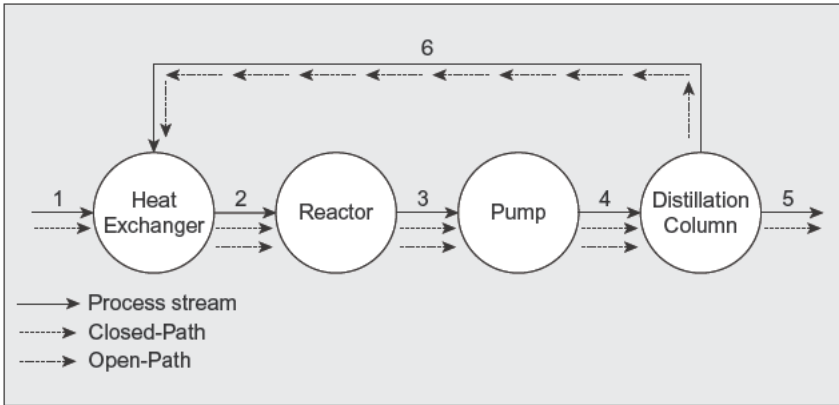 6
1
Heat
Exchanger
2
Reactor
3
Pump
4
Distillation
Column
5
Process stream
Closed-Path
Open-Path